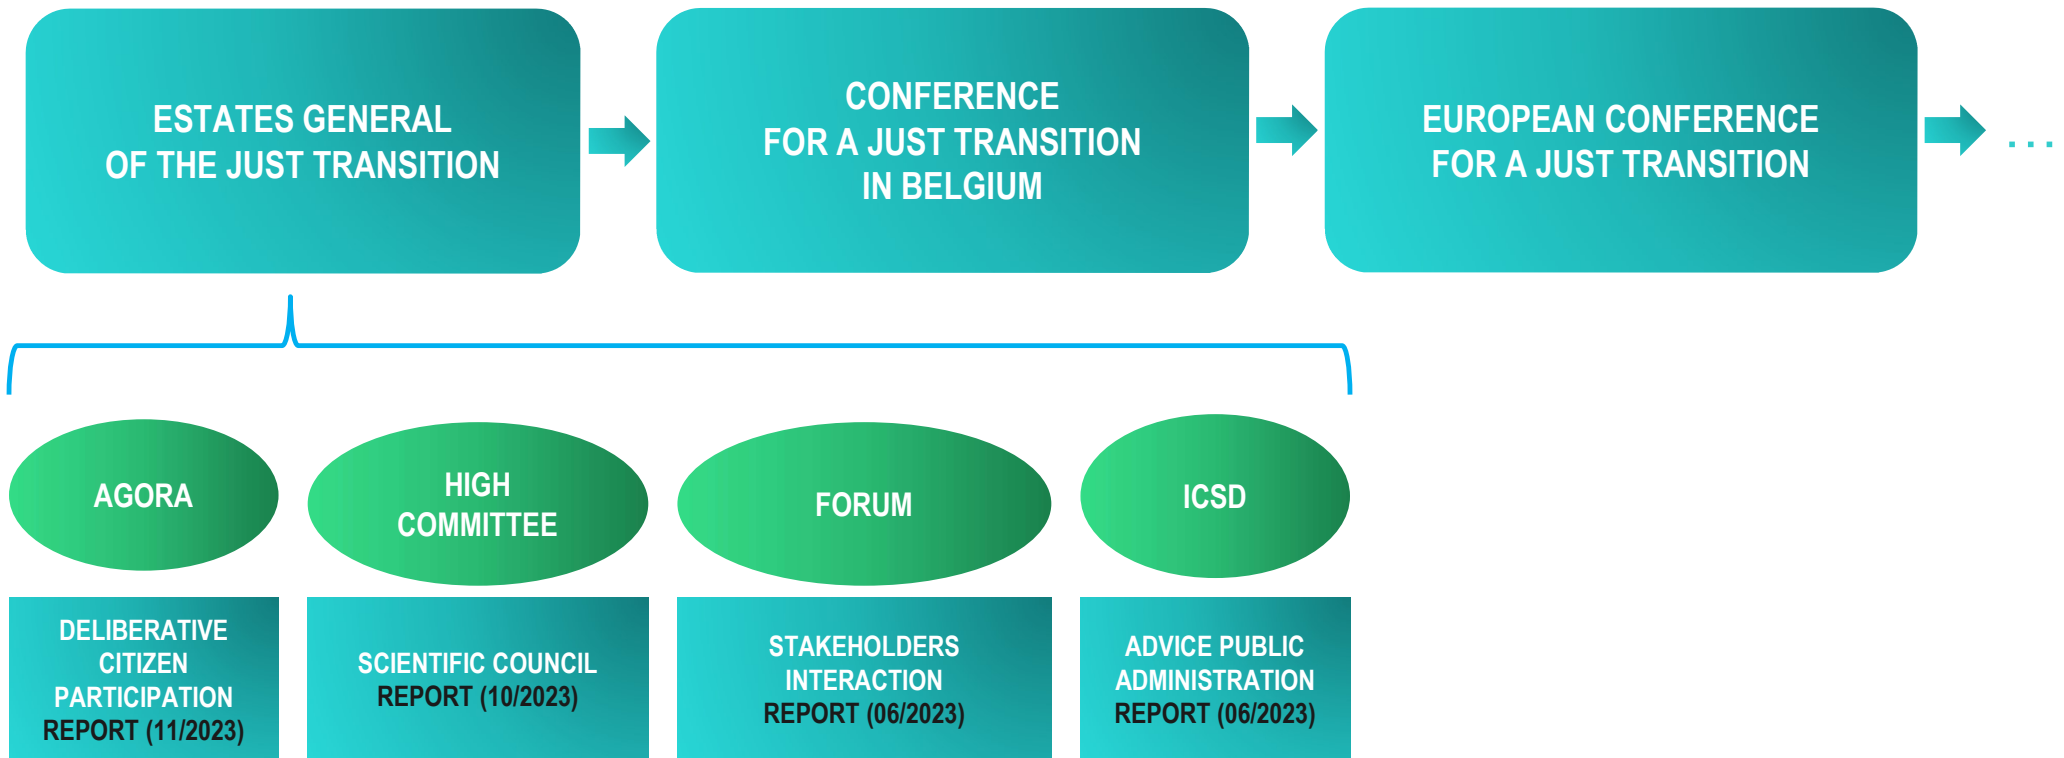 ESTATES GENERAL
OF THE JUST TRANSITION
CONFERENCE
FOR A JUST TRANSITION
IN BELGIUM
EUROPEAN CONFERENCE
FOR A JUST TRANSITION
...
AGORA
HIGH
COMMITTEE
FORUM
ICSD
DELIBERATIVE
CITIZEN
PARTICIPATION
REPORT (11/2023)
SCIENTIFIC COUNCIL
REPORT (10/2023)
STAKEHOLDERS
INTERACTION
REPORT (06/2023)
ADVICE PUBLIC
ADMINISTRATION
REPORT (06/2023)